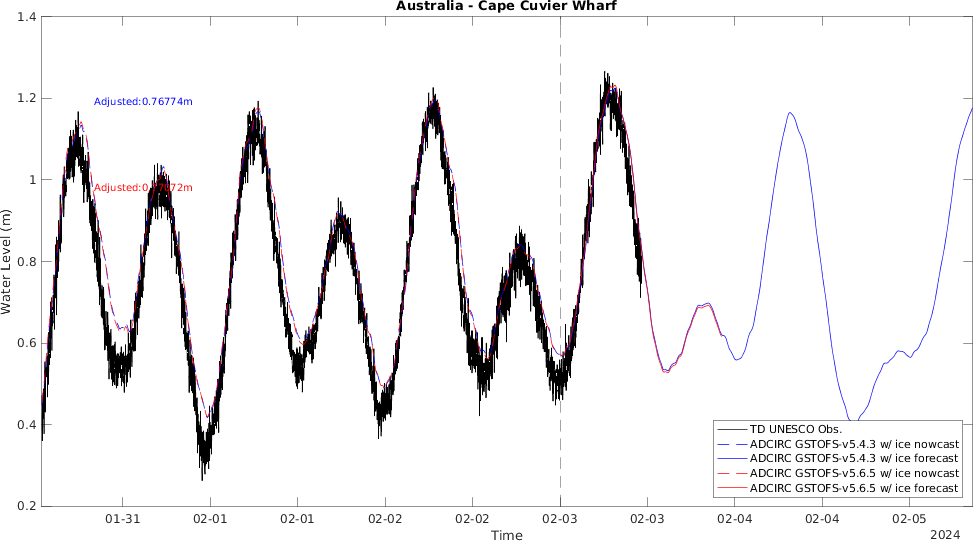 Australia - Cape Cuvier Wharf
1.4
1.2
1
0.8
0.6
0.4
0.2
Water Level (m)
Adjusted:0.76774m
TD UNESCO Obs.
ADCIRC GSTOFS-v5.4.3 w/ ice nowcast
ADCIRC GSTOFS-v5.4.3 w/ ice forecast
ADCIRC GSTOFS-v5.6.5 w/ ice nowcast
ADCIRC GSTOFS-v5.6.5 w/ ice forecast
01-31 02-01 02-01 02-02 02-02 02-03 02-03 02-04 02-04 02-05
Time
2024